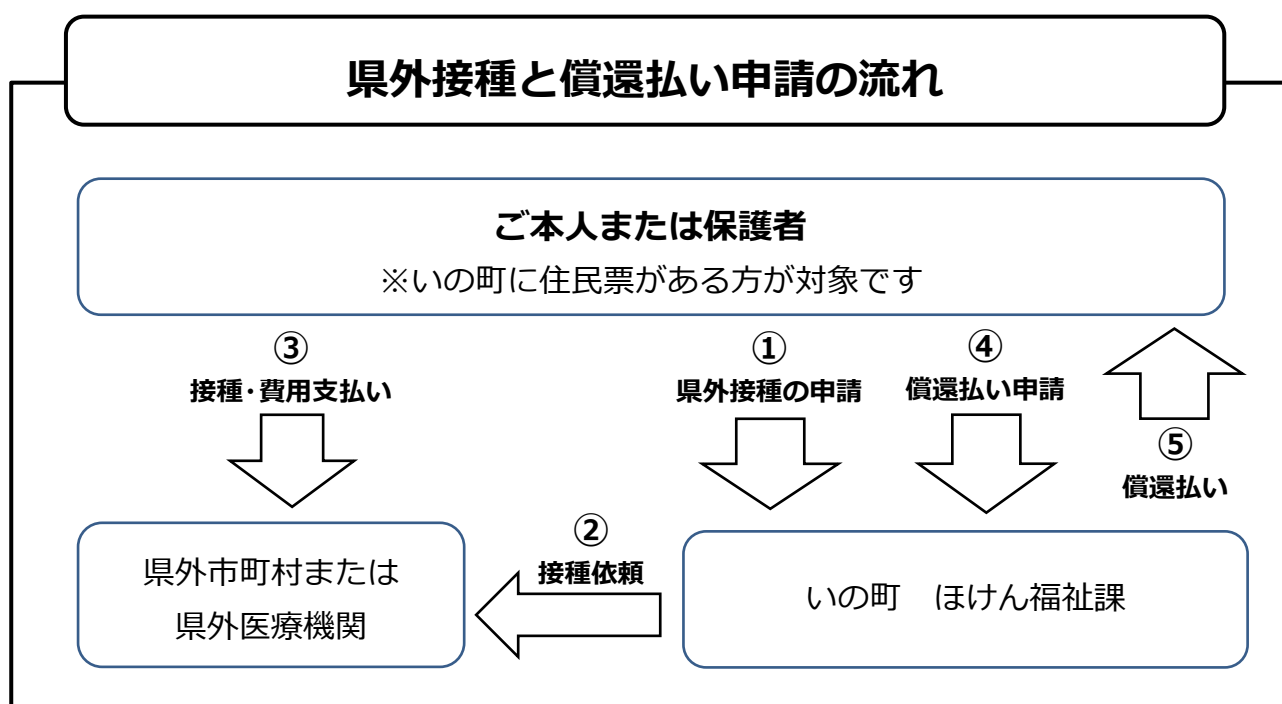 県外接種と償還払い申請の流れ
ご本人または保護者
※いの町に住民票がある方が対象です
③
接種・費用支払い
①
県外接種の申請
④
償還払い申請
⑤
償還払い
②
接種依頼
県外市町村または
県外医療機関
いの町　ほけん福祉課